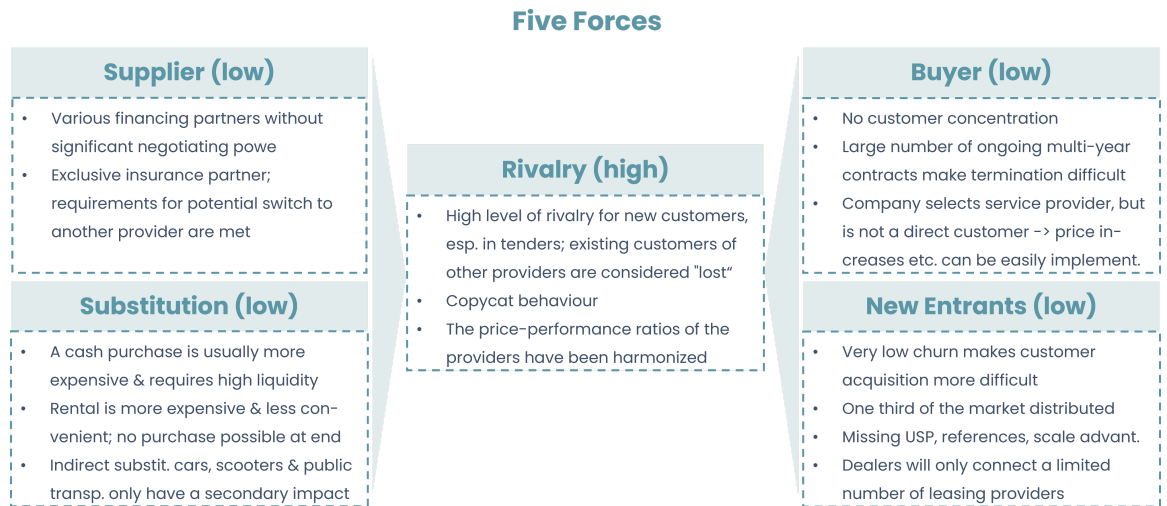 Five Forces
Supplier (low)
• Various financing partners without
significant negotiating powe
• Exclusive insurance partner;
requirements for potential switch to
another provider are met
Substitution (low)
• A cash purchase is usually more
expensive & requires high liquidity
• Rental is more expensive & less con-
venient; no purchase possible at end
• Indirect substit. cars, scooters & public
transp. only have a secondary impact
Rivalry (high)
• High level of rivalry for new customers,
esp. in tenders; existing customers of
other providers are considered "lost“
• Copycat behaviour
• The price-performance ratios of the
providers have been harmonized
Buyer (low)
• No customer concentration
• Large number of ongoing multi-year
contracts make termination difficult
• Company selects service provider, but
is not a direct customer -> price in-
creases etc. can be easily implement.
New Entrants (low)
• Very low churn makes customer
acquisition more difficult
• One third of the market distributed
• Missing USP, references, scale advant.
• Dealers will only connect a limited
number of leasing providers